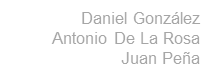 Daniel González
Antonio De La Rosa
Juan Peña